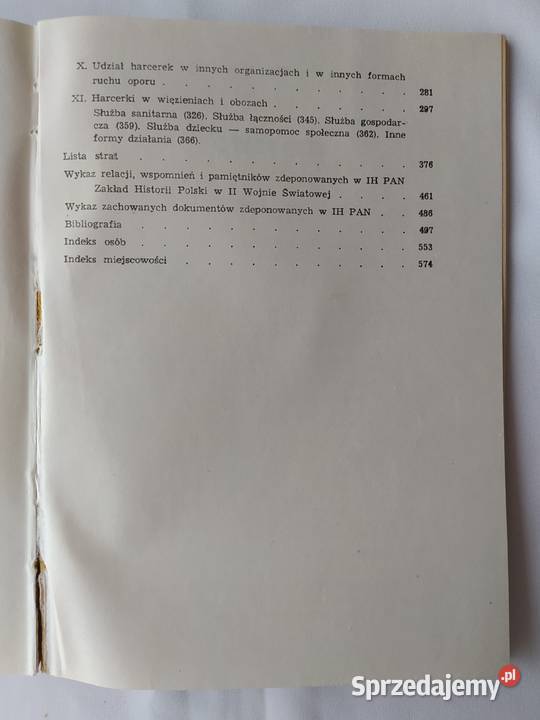 X. Udział harcerek w innych organizacjach i w innych formach
ruchu oporu . . . . . . . . . . . . 281
XI. Harcerki w więzieniach i obozach . . . . . . . 297
Służba sanitarna (326). Służba łączności (345). Służba gospodar-
cza (359). Służba dziecku — samopomoc społeczna (362). Inne
formy działania (366).
Lista strat . . . . . . . . . . . . . 376
Wykaz relacji, wspomnień i pamiętników zdeponowanych w IH PAN
Zakład Historii Polski w II Wojnie Światowej . . . . 461
Wykaz zachowanych dokumentów zdeponowanych w IH PAN . . 486
Bibliografia . . . . . . . . . . . . . 497
Indeks osób . . . . . . . . . . . . . 553
Indeks miejscowości . . . . . . . . . . . 574
Sprzedajemy.pl